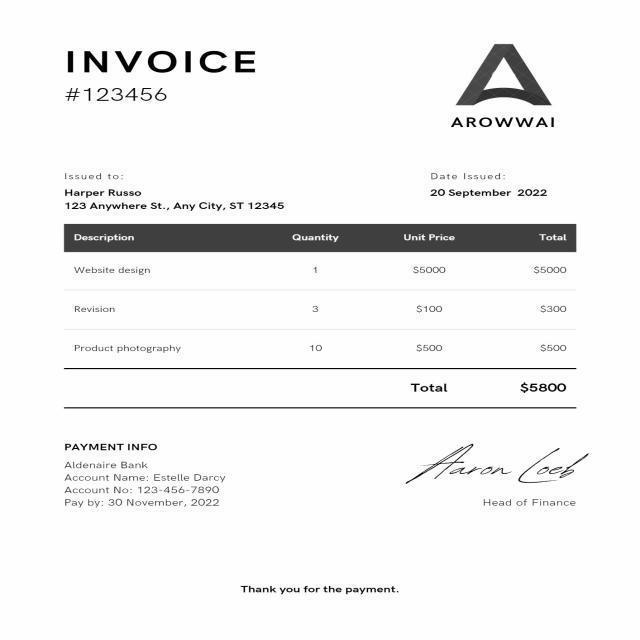 INVOICE
#123456
AROWWAI
Issued to:
Harper Russo
123 Anywhere St., Any City, ST 12345
Date Issued:
20 September 2022
Description Quantity Unit Price Total
Website design 1 $5000 $5000
Revision 3 $100 $300
Product photography 10 $500 $500
Total $5800
PAYMENT INFO
Aldenaire Bank
Account Name: Estelle Darcy
Account No: 123-456-7890
Pay by: 30 November, 2022
Aaron Loeb
Head of Finance
Thank you for the payment.